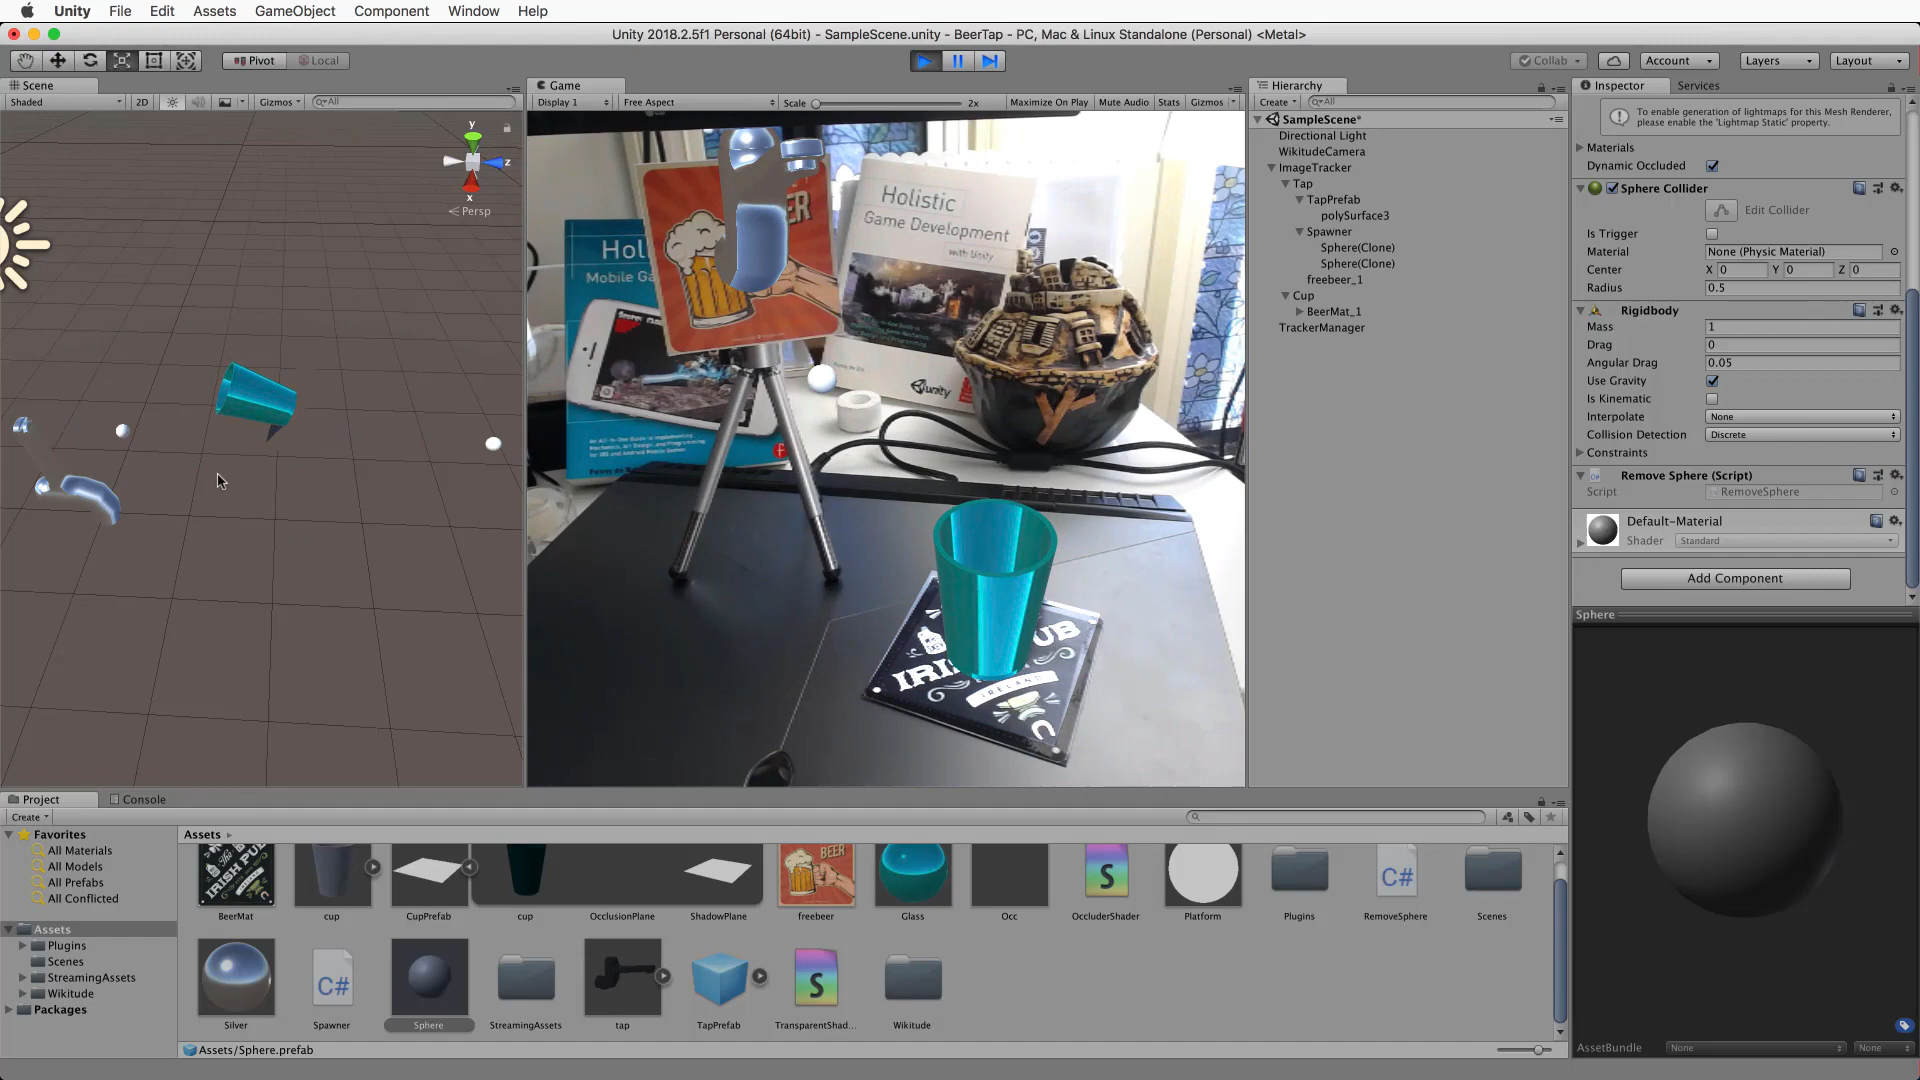 Unity File Edit Assets GameObject Component Window Help
Unity 2018.2.5f1 Personal (64bit) - SampleScene.unity - BeerTap - PC, Mac & Linux Standalone (Personal) <Metal>
Pivot Local Collab Account Layers Layout
Scene
Shaded 2D Gizmos All
y
z
x
Persp
Game
Display 1 Free Aspect Scale 2x Maximize On Play Mute Audio Stats Gizmos
BEER
Holistic
Game Development
with Unity
Mobile Ga
unity
IRELAND
Hierarchy
Create All
SampleScene*
Directional Light
WikitudeCamera
ImageTracker
Tap
TapPrefab
polySurface3
Spawner
Sphere(Clone)
Sphere(Clone)
freebeer_1
Cup
BeerMat_1
TrackerManager
Inspector Services
To enable generation of lightmaps for this Mesh Renderer,
please enable the 'Lightmap Static' property.
Materials
Dynamic Occluded
Sphere Collider
Edit Collider
Is Trigger
Material None (Physic Material)
Center X 0 Y 0 Z 0
Radius 0.5
Rigidbody
Mass 1
Drag 0
Angular Drag 0.05
Use Gravity
Is Kinematic
Interpolate None
Collision Detection Discrete
Constraints
Remove Sphere (Script)
Script RemoveSphere
Default-Material
Shader Standard
Add Component
Sphere
AssetBundle None None
Project Console
Create
Favorites
All Materials
All Models
All Prefabs
All Conflicted
Assets
Plugins
Scenes
StreamingAssets
Wikitude
Packages
Assets
BeerMat cup CupPrefab cup OcclusionPlane ShadowPlane freebeer Glass Occ OccluderShader Platform Plugins RemoveSphere Scenes
Silver Spawner Sphere StreamingAssets tap TapPrefab TransparentShad... Wikitude
Assets/Sphere.prefab